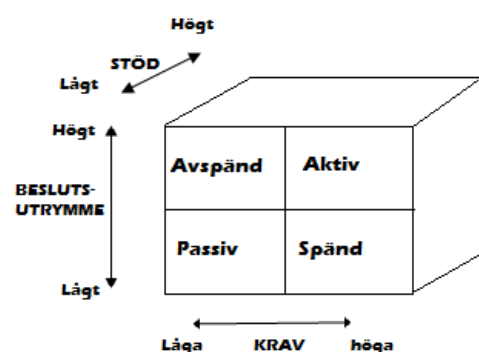 Högt
STÖD
Lågt
Högt
Avspänd Aktiv
BESLUTS-
UTRYMME
Passiv Spänd
Lågt
Låga KRAV höga